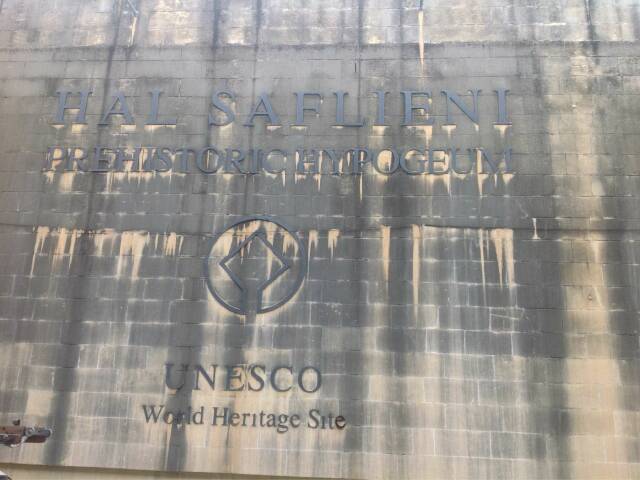 HAL SAFLIENI
PREHISTORIC HYPOGEUM
UNESCO
World Heritage Site